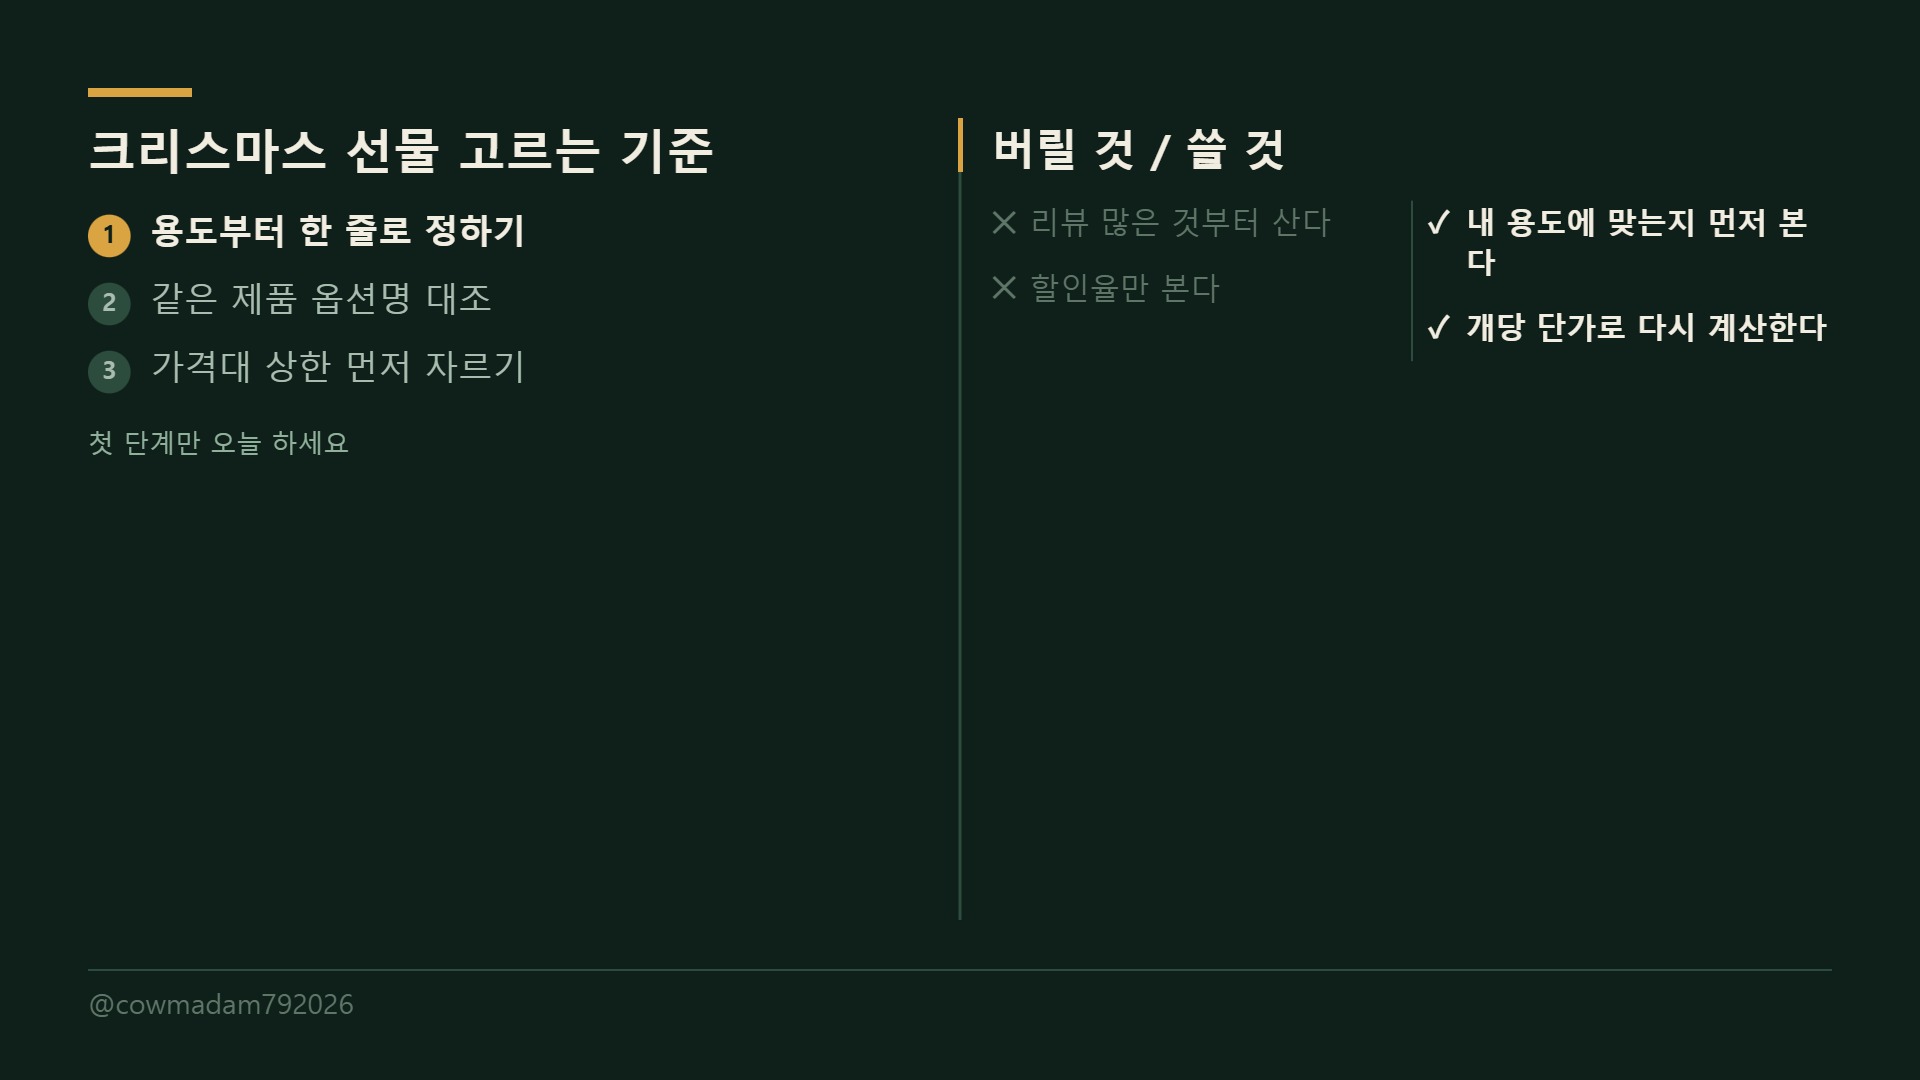 크리스마스 선물 고르는 기준
1 용도부터 한 줄로 정하기
2 같은 제품 옵션명 대조
3 가격대 상한 먼저 자르기
첫 단계만 오늘 하세요
버릴 것 / 쓸 것
✕ 리뷰 많은 것부터 산다
✕ 할인율만 본다
✓ 내 용도에 맞는지 먼저 본
다
✓ 개당 단가로 다시 계산한다
@cowmadam792026